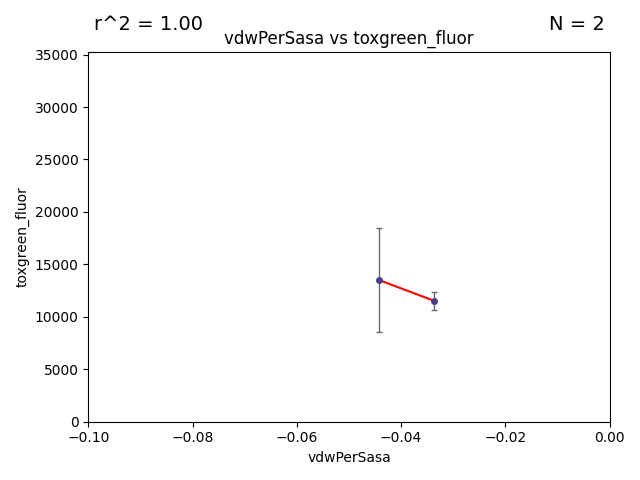 r^2 = 1.00
N = 2
vdwPerSasa vs toxgreen_fluor
35000
30000
25000
20000
15000
10000
5000
0
toxgreen_fluor
−0.10
−0.08
−0.06
−0.04
−0.02
0.00
vdwPerSasa